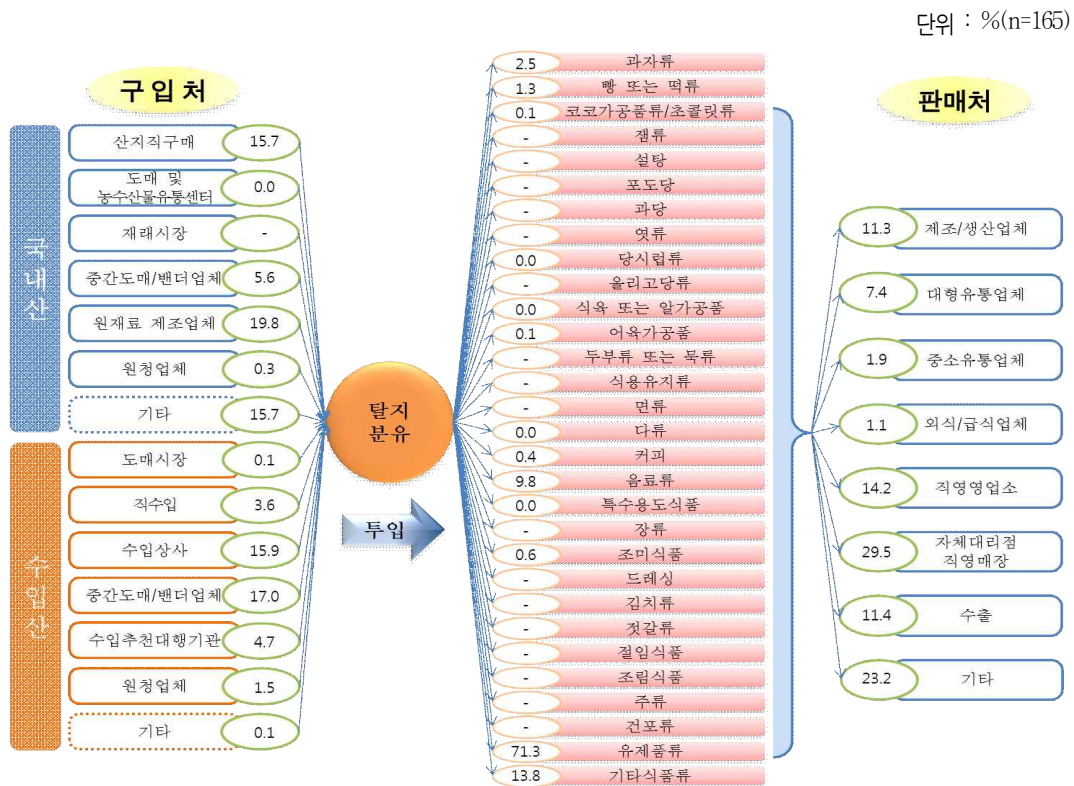 단위 : %(n=165)
구입처
국내산
산지직구매 15.7
도매 및
농수산물유통센터 0.0
재래시장 -
중간도매/밴더업체 5.6
원재료 제조업체 19.8
원청업체 0.3
기타 15.7
수입산
도매시장 0.1
직수입 3.6
수입상사 15.9
중간도매/밴더업체 17.0
수입추천대행기관 4.7
원청업체 1.5
기타 0.1
탈지
분유
투입
2.5 과자류
1.3 빵 또는 떡류
0.1 코코가공품류/초콜릿류
- 잼류
- 설탕
- 포도당
- 과당
- 엿류
0.0 당시럽류
- 올리고당류
0.0 식육 또는 알가공품
0.1 어육가공품
- 두부류 또는 묵류
- 식용유지류
- 면류
0.0 다류
0.4 커피
9.8 음료류
0.0 특수용도식품
- 장류
0.6 조미식품
- 드레싱
- 김치류
- 젓갈류
- 절임식품
- 조림식품
- 주류
- 건포류
71.3 유제품류
13.8 기타식품류
판매처
11.3 제조/생산업체
7.4 대형유통업체
1.9 중소유통업체
1.1 외식/급식업체
14.2 직영영업소
29.5 자체대리점
직영매장
11.4 수출
23.2 기타